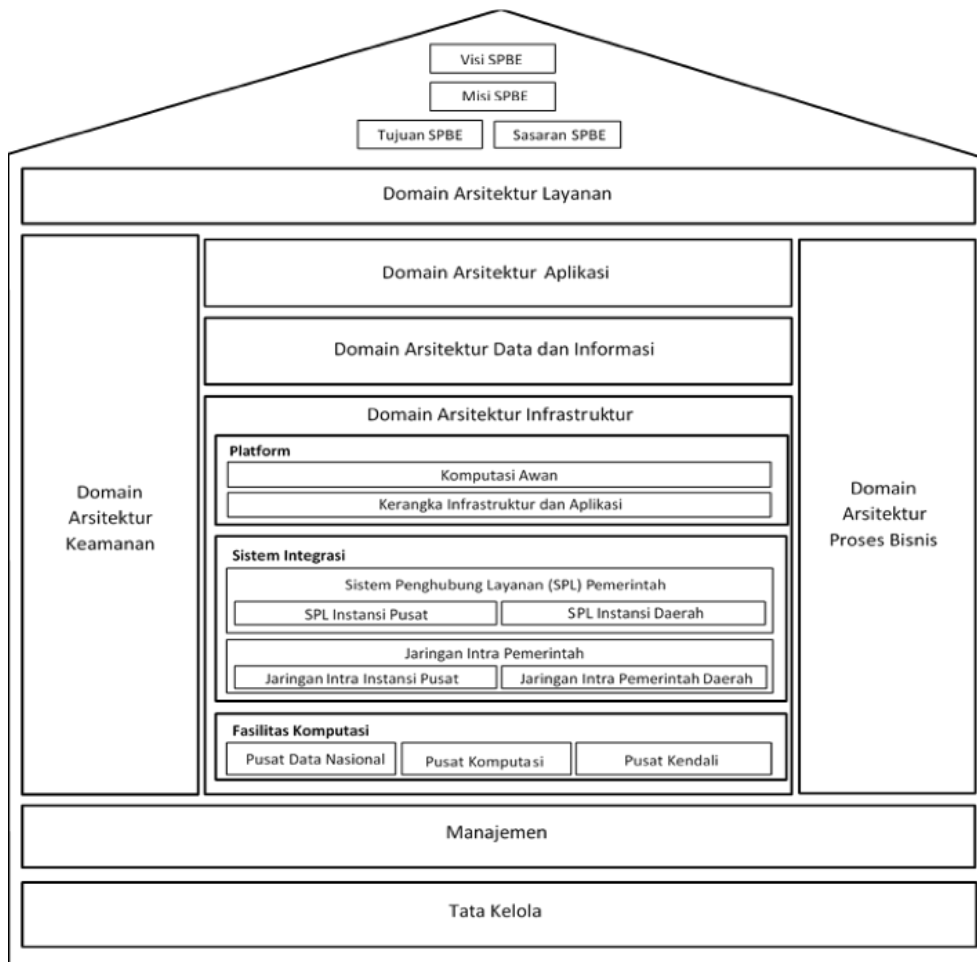 Visi SPBE
Misi SPBE
Tujuan SPBE
Sasaran SPBE
Domain Arsitektur Layanan
Domain Arsitektur Keamanan
Domain Arsitektur Aplikasi
Domain Arsitektur Data dan Informasi
Domain Arsitektur Infrastruktur
Platform
Komputasi Awan
Kerangka Infrastruktur dan Aplikasi
Sistem Integrasi
Sistem Penghubung Layanan (SPL) Pemerintah
SPL Instansi Pusat
SPL Instansi Daerah
Jaringan Intra Pemerintah
Jaringan Intra Instansi Pusat
Jaringan Intra Pemerintah Daerah
Fasilitas Komputasi
Pusat Data Nasional
Pusat Komputasi
Pusat Kendali
Domain
Arsitektur
Proses Bisnis
Manajemen
Tata Kelola